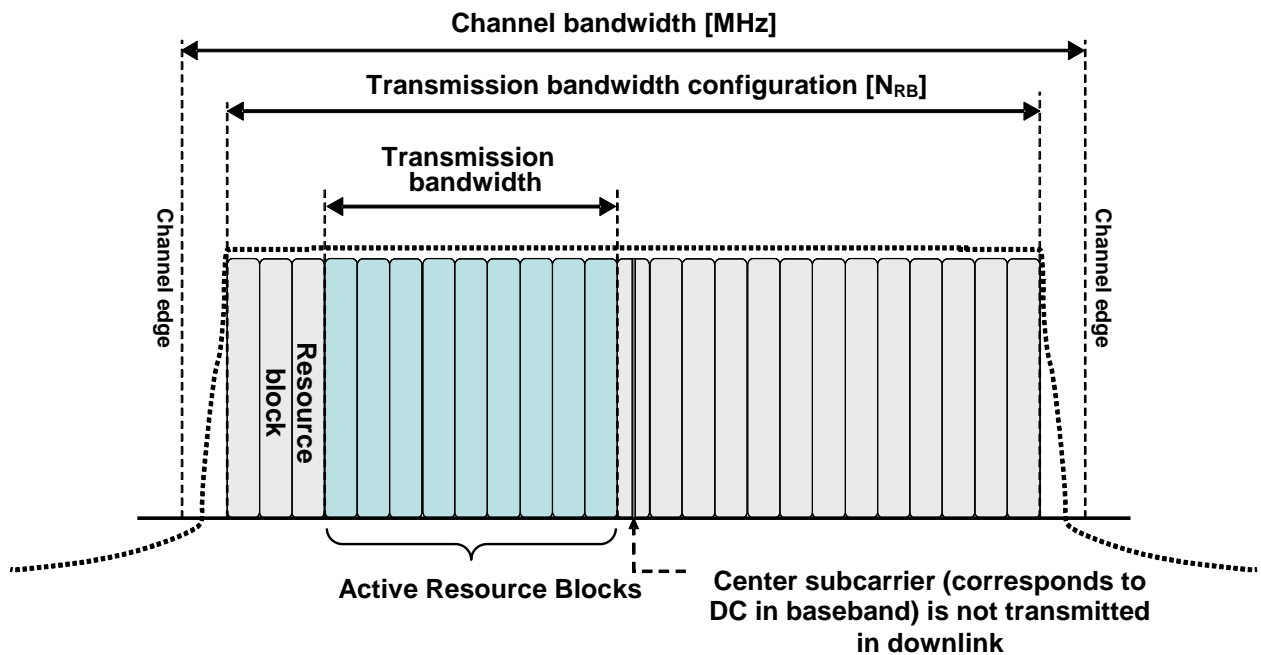 Channel bandwidth [MHz]
Transmission bandwidth configuration [NRB]
Transmission
bandwidth
Channel edge
Channel edge
Resource
block
Active Resource Blocks
Center subcarrier (corresponds to
DC in baseband) is not transmitted
in downlink